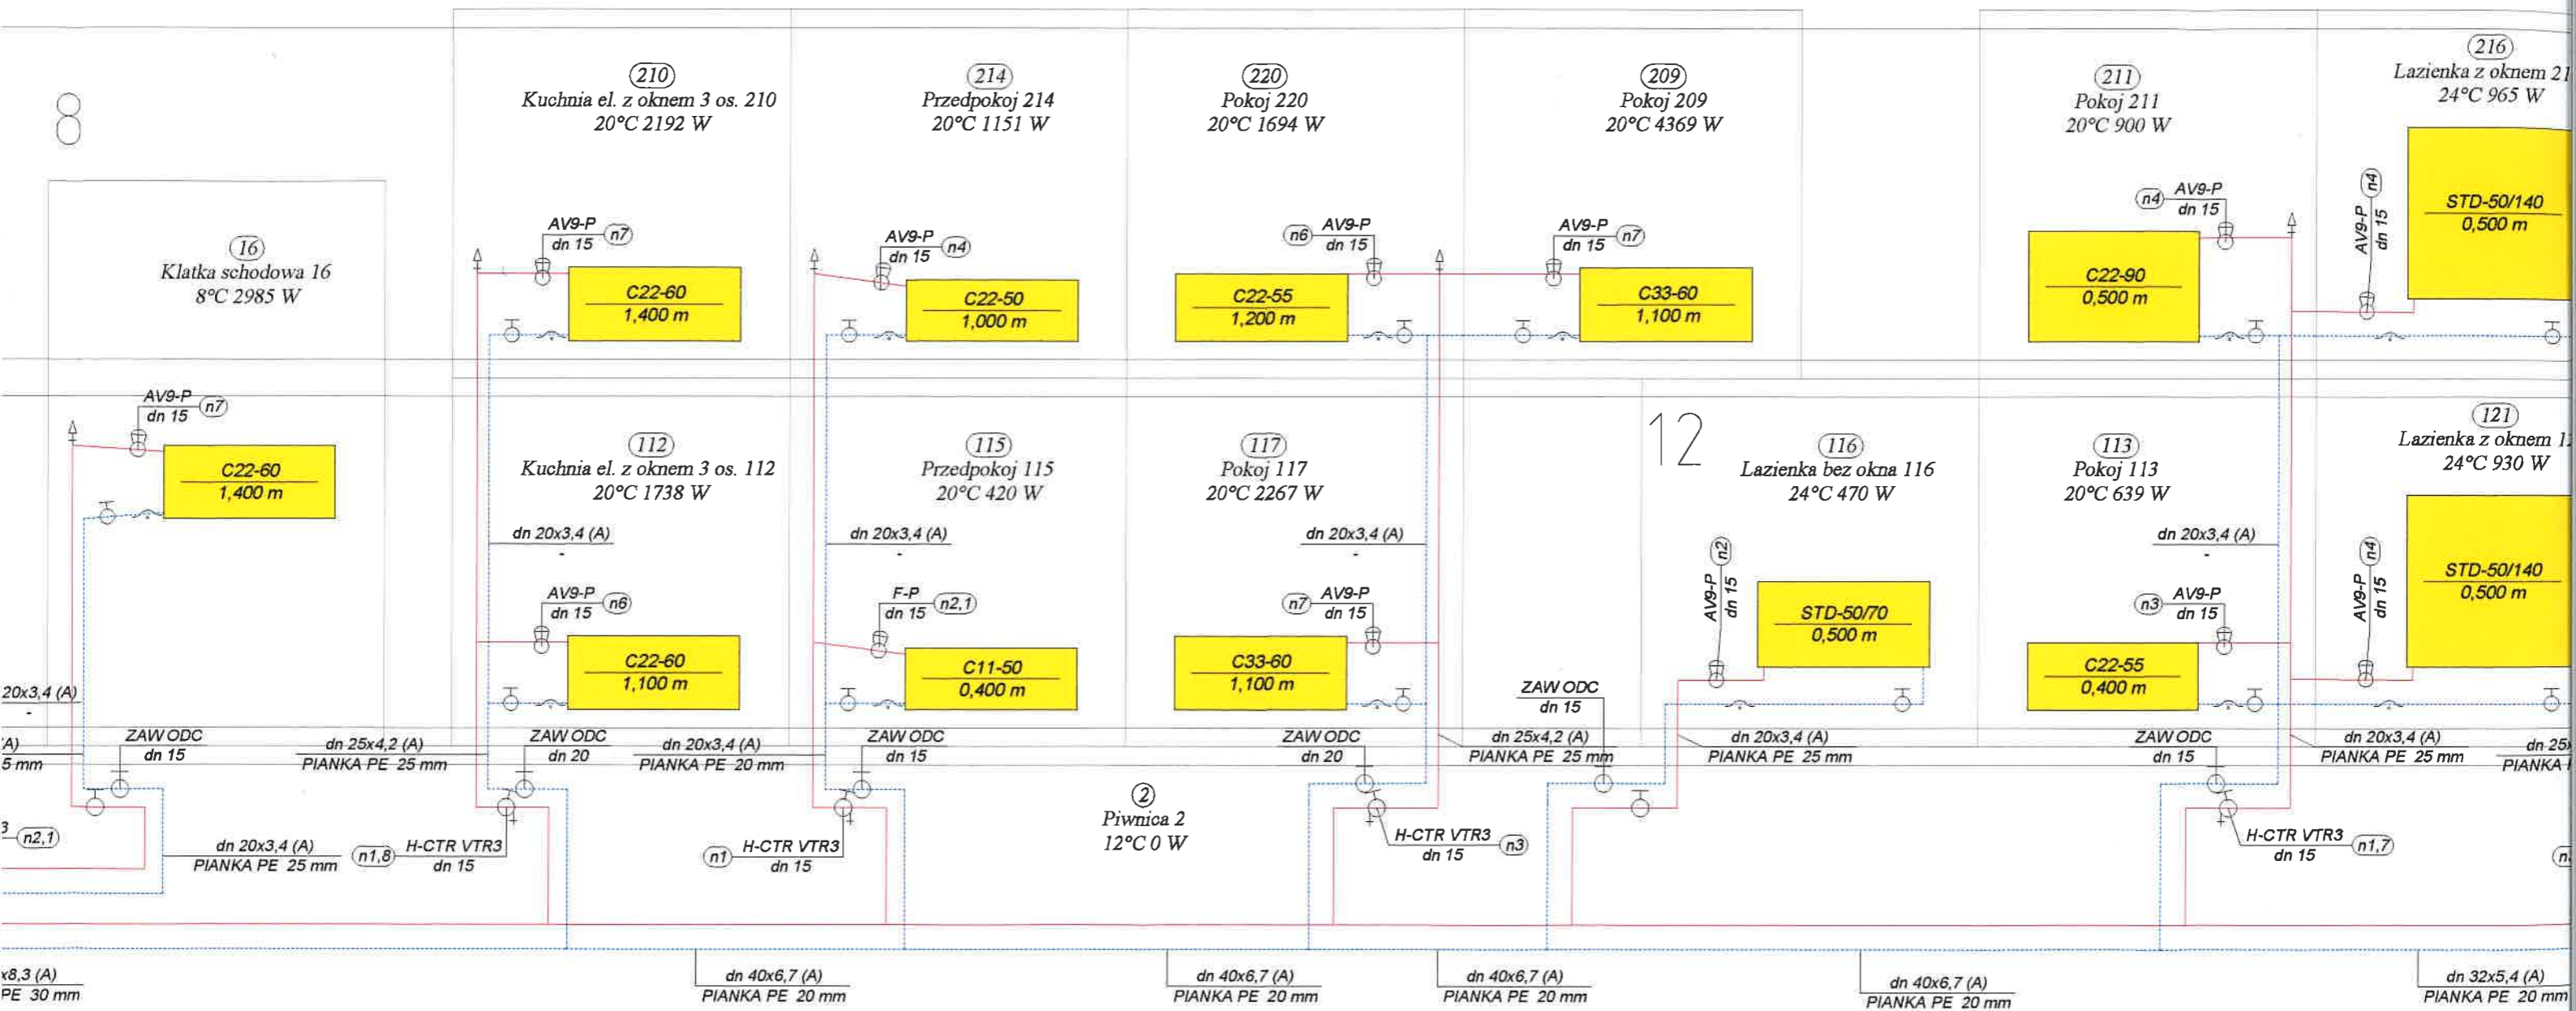 8
210
Kuchnia el. z oknem 3 os. 210
20°C 2192 W
214
Przedpokoj 214
20°C 1151 W
220
Pokoj 220
20°C 1694 W
209
Pokoj 209
20°C 4369 W
211
Pokoj 211
20°C 900 W
216
Lazienka z oknem 21
24°C 965 W
16
Klatka schodowa 16
8°C 2985 W
AV9-P
dn 15
n7
C22-60
1,400 m
AV9-P
dn 15
n4
C22-50
1,000 m
n6
AV9-P
dn 15
C22-55
1,200 m
AV9-P
dn 15
n7
C33-60
1,100 m
n4
AV9-P
dn 15
C22-90
0,500 m
n4
AV9-P
dn 15
STD-50/140
0,500 m
AV9-P
dn 15
n7
C22-60
1,400 m
112
Kuchnia el. z oknem 3 os. 112
20°C 1738 W
115
Przedpokoj 115
20°C 420 W
117
Pokoj 117
20°C 2267 W
12
116
Lazienka bez okna 116
24°C 470 W
113
Pokoj 113
20°C 639 W
121
Lazienka z oknem 1
24°C 930 W
dn 20x3,4 (A)
-
dn 20x3,4 (A)
-
dn 20x3,4 (A)
-
dn 20x3,4 (A)
-
AV9-P
dn 15
n6
C22-60
1,100 m
F-P
dn 15
n2,1
C11-50
0,400 m
n7
AV9-P
dn 15
C33-60
1,100 m
n2
AV9-P
dn 15
STD-50/70
0,500 m
n3
AV9-P
dn 15
C22-55
0,400 m
n4
AV9-P
dn 15
STD-50/140
0,500 m
20x3,4 (A)
-
A)
5 mm
ZAW ODC
dn 15
dn 25x4,2 (A)
PIANKA PE 25 mm
ZAW ODC
dn 20
dn 20x3,4 (A)
PIANKA PE 20 mm
ZAW ODC
dn 15
ZAW ODC
dn 20
dn 25x4,2 (A)
PIANKA PE 25 mm
ZAW ODC
dn 15
dn 20x3,4 (A)
PIANKA PE 25 mm
ZAW ODC
dn 15
dn 20x3,4 (A)
PIANKA PE 25 mm
dn 25
PIANKA
2
Piwnica 2
12°C 0 W
3
n2,1
dn 20x3,4 (A)
PIANKA PE 25 mm
n1,8
H-CTR VTR3
dn 15
n1
H-CTR VTR3
dn 15
H-CTR VTR3
dn 15
n3
H-CTR VTR3
dn 15
n1,7
n
x8,3 (A)
PE 30 mm
dn 40x6,7 (A)
PIANKA PE 20 mm
dn 40x6,7 (A)
PIANKA PE 20 mm
dn 40x6,7 (A)
PIANKA PE 20 mm
dn 40x6,7 (A)
PIANKA PE 20 mm
dn 32x5,4 (A)
PIANKA PE 20 mm